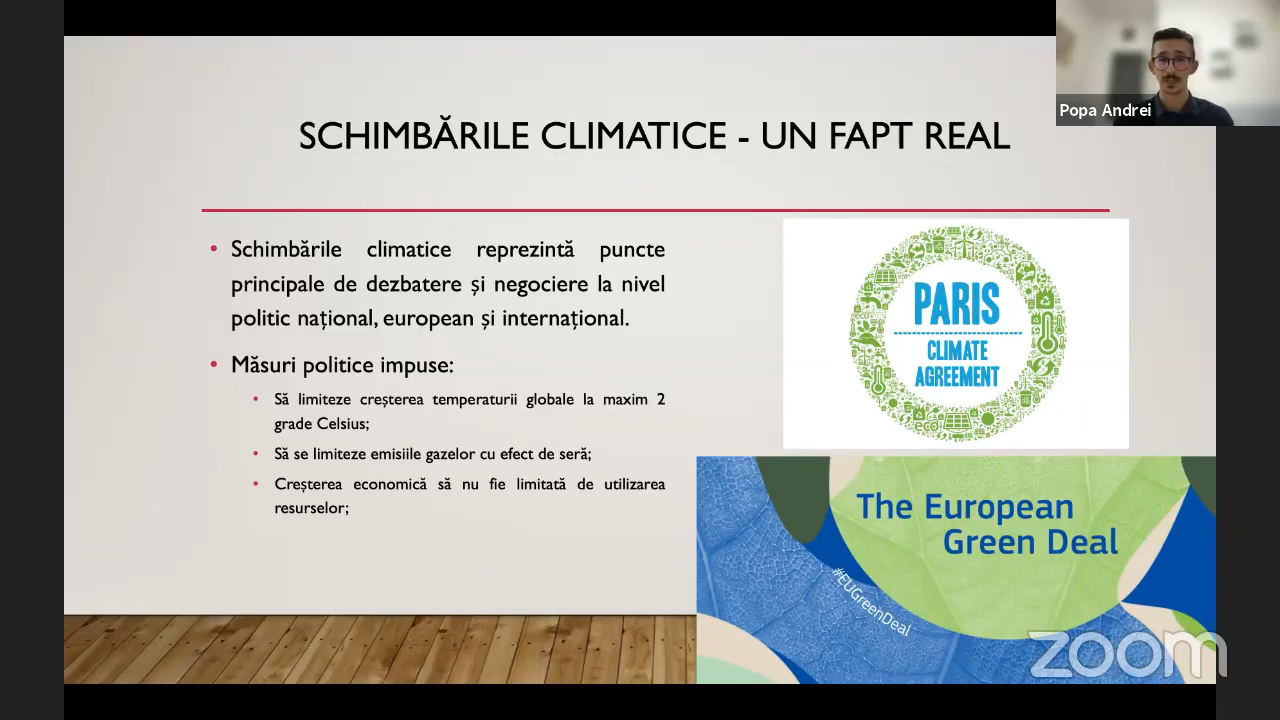 Popa Andrei
SCHIMBĂRILE CLIMATICE - UN FAPT REAL
• Schimbările climatice reprezintă puncte
principale de dezbatere și negociere la nivel
politic național, european și internațional.
• Măsuri politice impuse:
• Să limiteze creșterea temperaturii globale la maxim 2
grade Celsius;
• Să se limiteze emisiile gazelor cu efect de seră;
• Creșterea economică să nu fie limitată de utilizarea
resurselor;
PARIS
CLIMATE
AGREEMENT
eco
The European
Green Deal
#EUGreenDeal
zoom